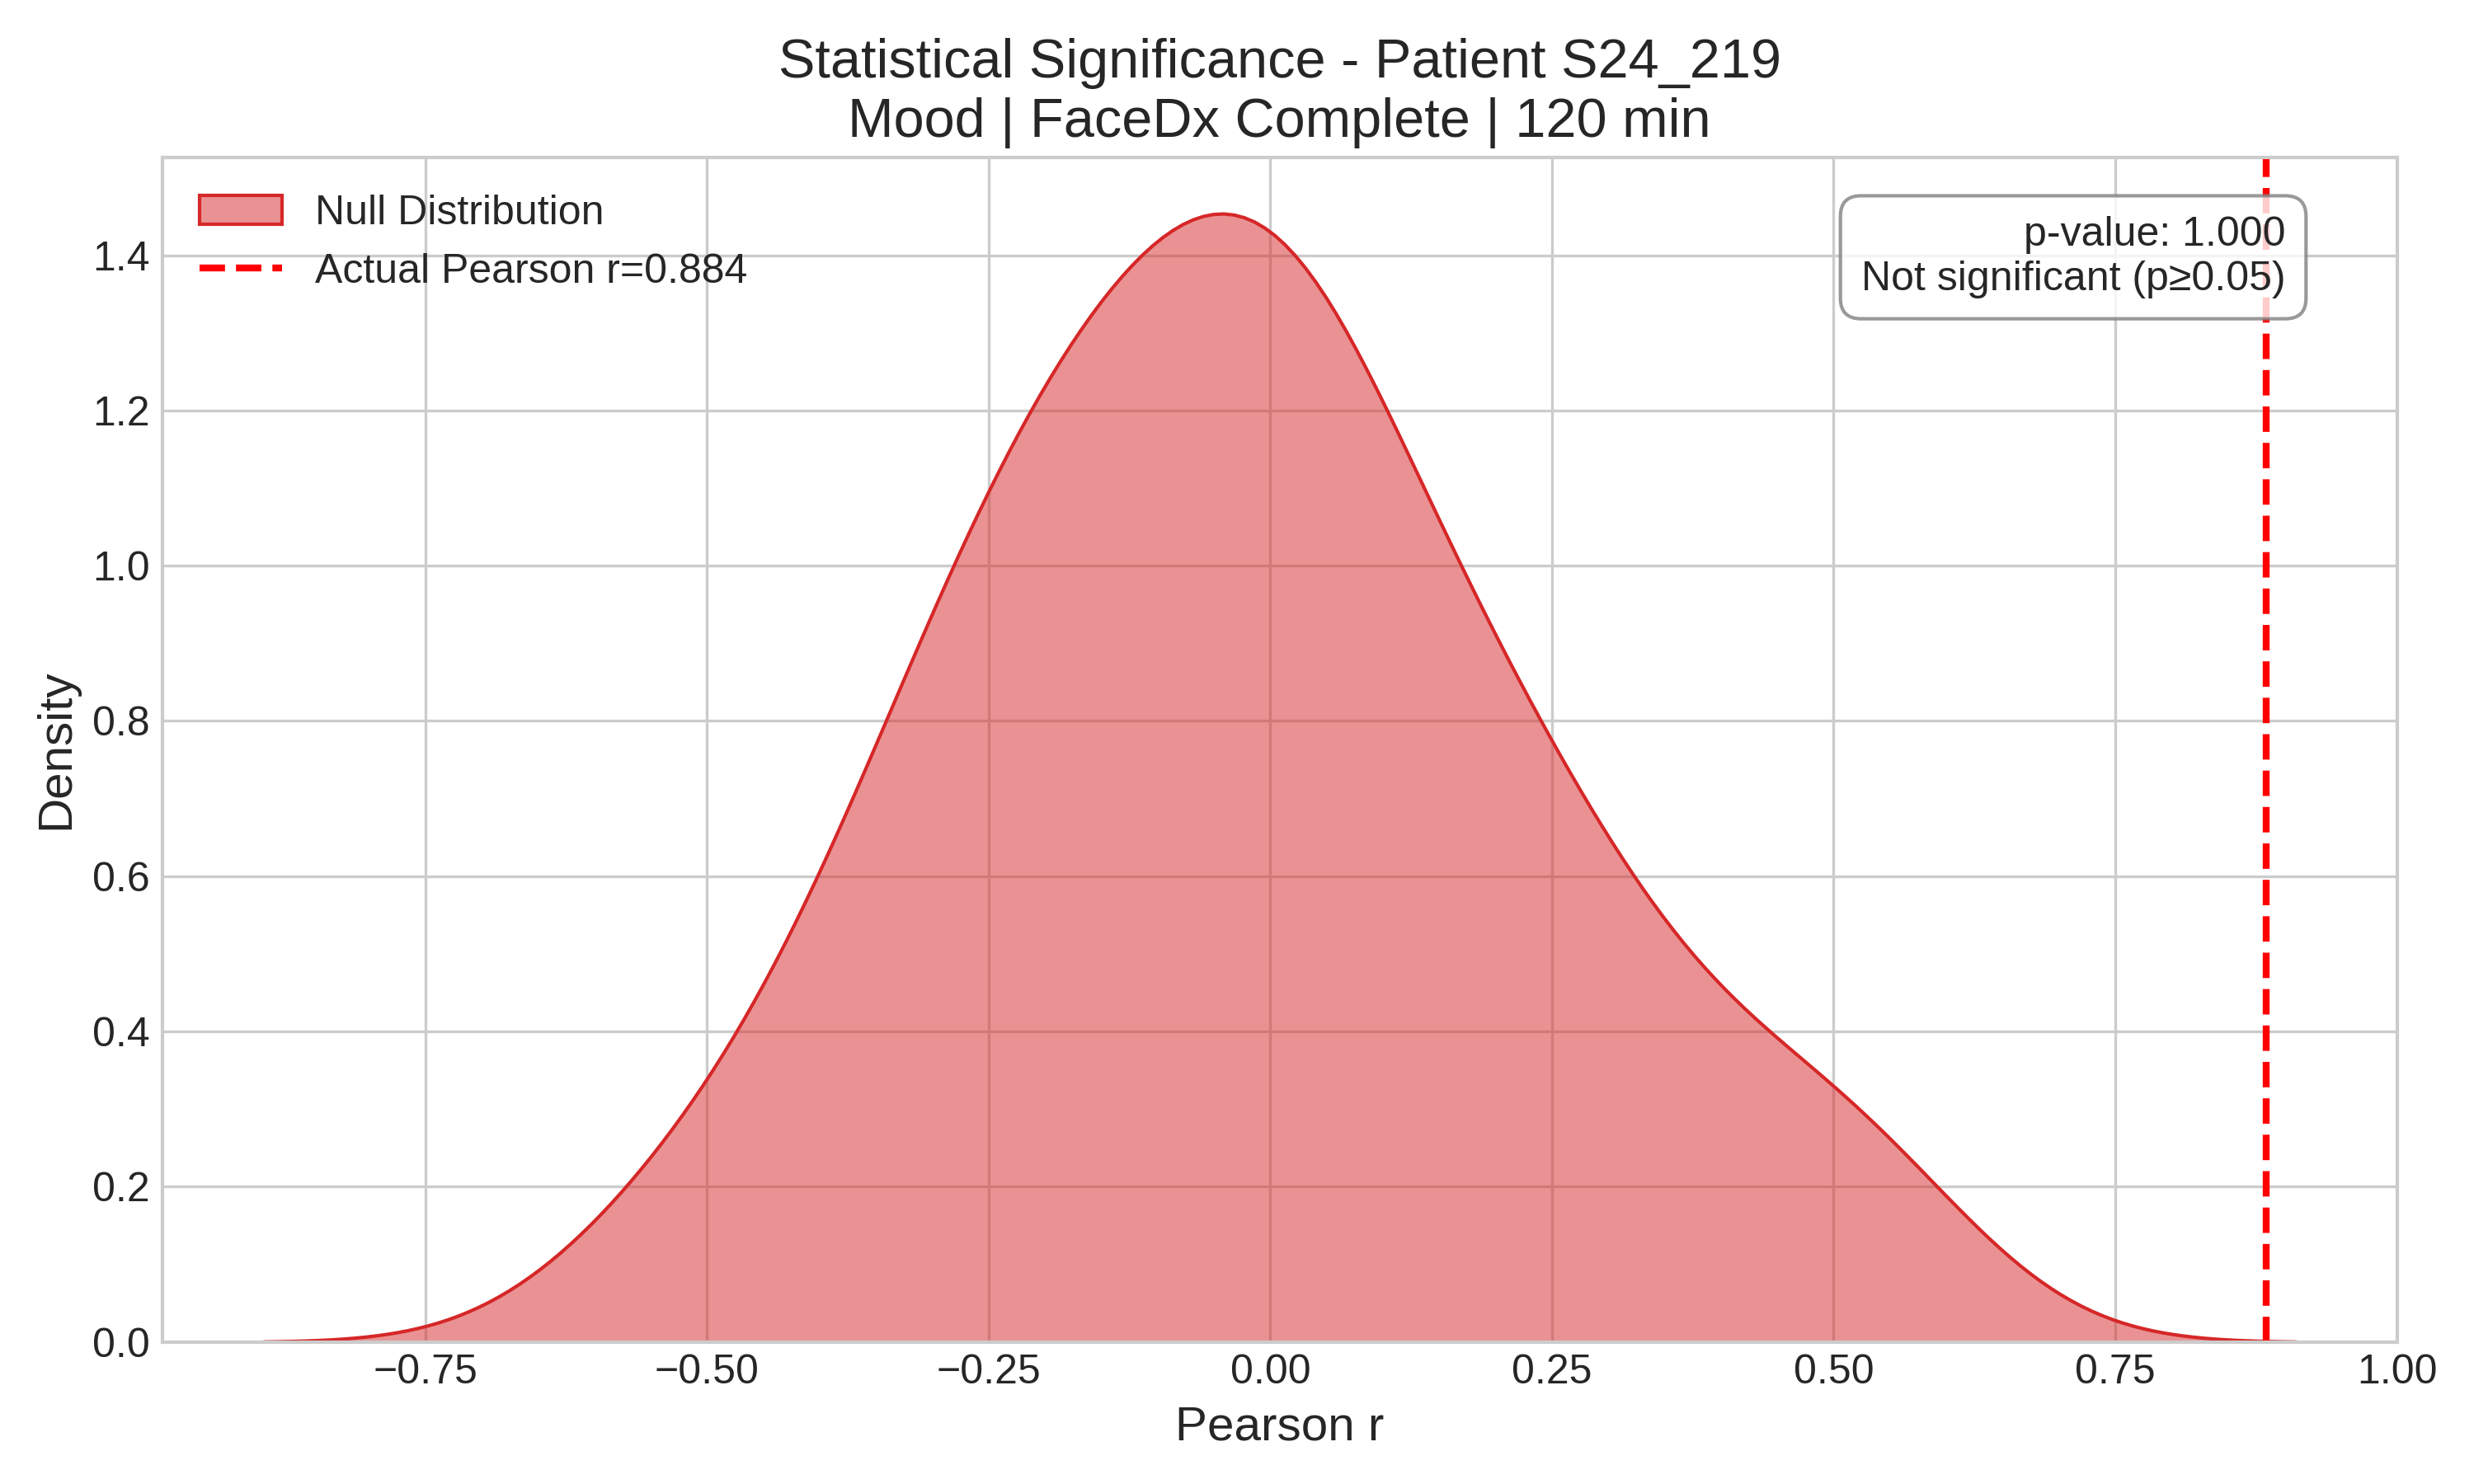 Statistical Significance - Patient S24_219
Mood | FaceDx Complete | 120 min
Null Distribution
Actual Pearson r=0.884
p-value: 1.000
Not significant (p≥0.05)
1.4
1.2
1.0
0.8
0.6
0.4
0.2
0.0
Density
−0.75 −0.50 −0.25 0.00 0.25 0.50 0.75 1.00
Pearson r